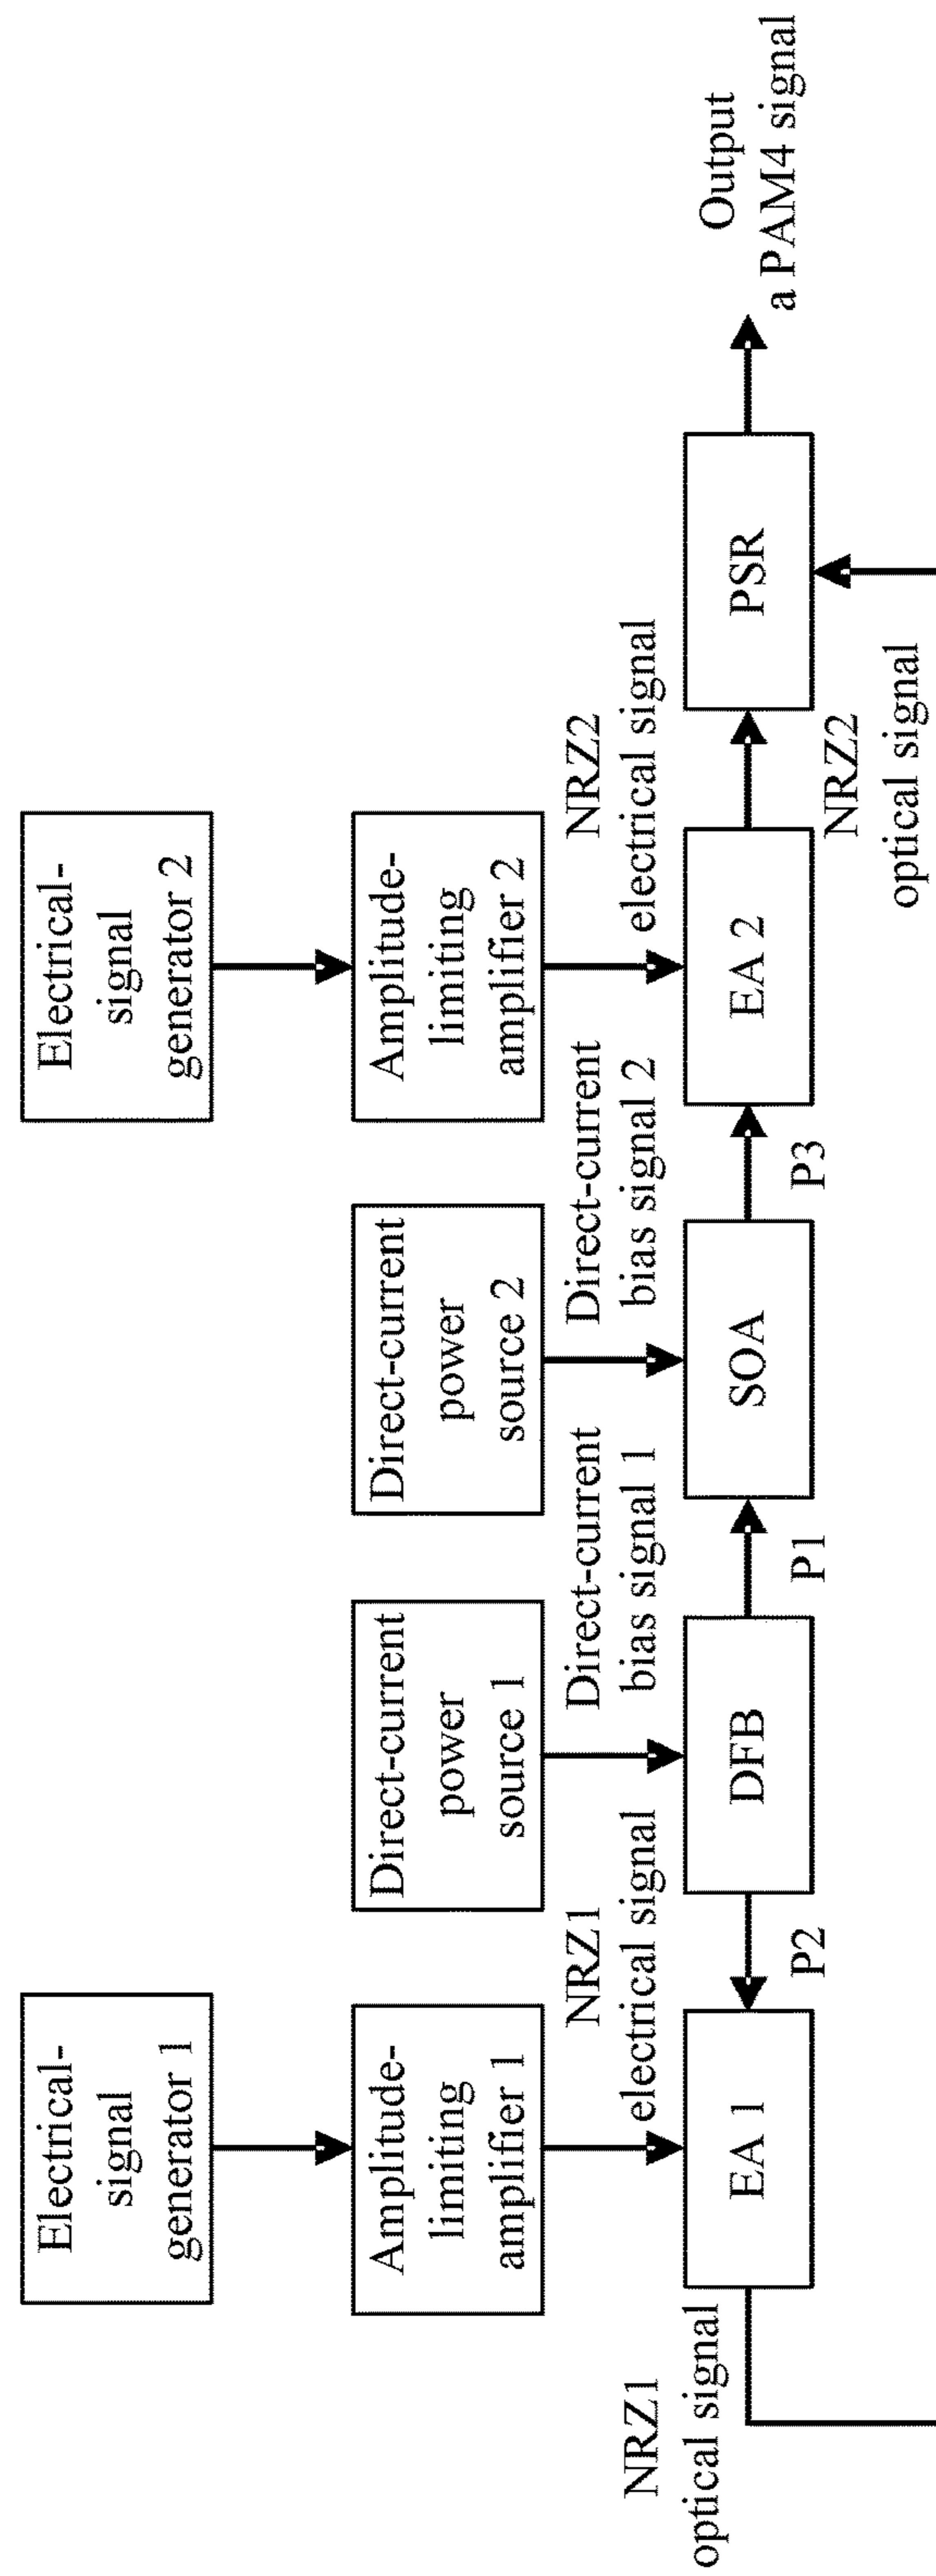 Electrical-
signal
generator 1
Electrical-
signal
generator 2
Amplitude-
limiting
amplifier 1
Direct-current
power
source 1
Direct-current
power
source 2
Amplitude-
limiting
amplifier 2
NRZ1
electrical signal
Direct-current
bias signal 1
Direct-current
bias signal 2
NRZ2
electrical signal
NRZ1
optical signal
EA 1
P2
DFB
P1
SOA
P3
EA 2
NRZ2
optical signal
PSR
Output
a PAM4 signal